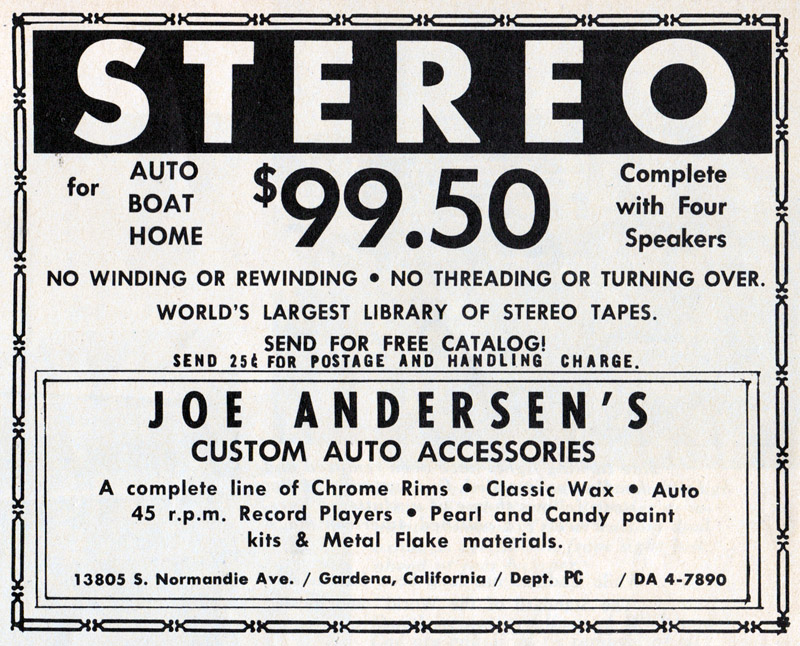 STEREO
for
AUTO
BOAT
HOME
$99.50
Complete
with Four
Speakers
NO WINDING OR REWINDING • NO THREADING OR TURNING OVER.
WORLD'S LARGEST LIBRARY OF STEREO TAPES.
SEND FOR FREE CATALOG!
SEND 25¢ FOR POSTAGE AND HANDLING CHARGE.
JOE ANDERSEN'S
CUSTOM AUTO ACCESSORIES
A complete line of Chrome Rims • Classic Wax • Auto
45 r.p.m. Record Players • Pearl and Candy paint
kits & Metal Flake materials.
13805 S. Normandie Ave. / Gardena, California / Dept. PC / DA 4-7890